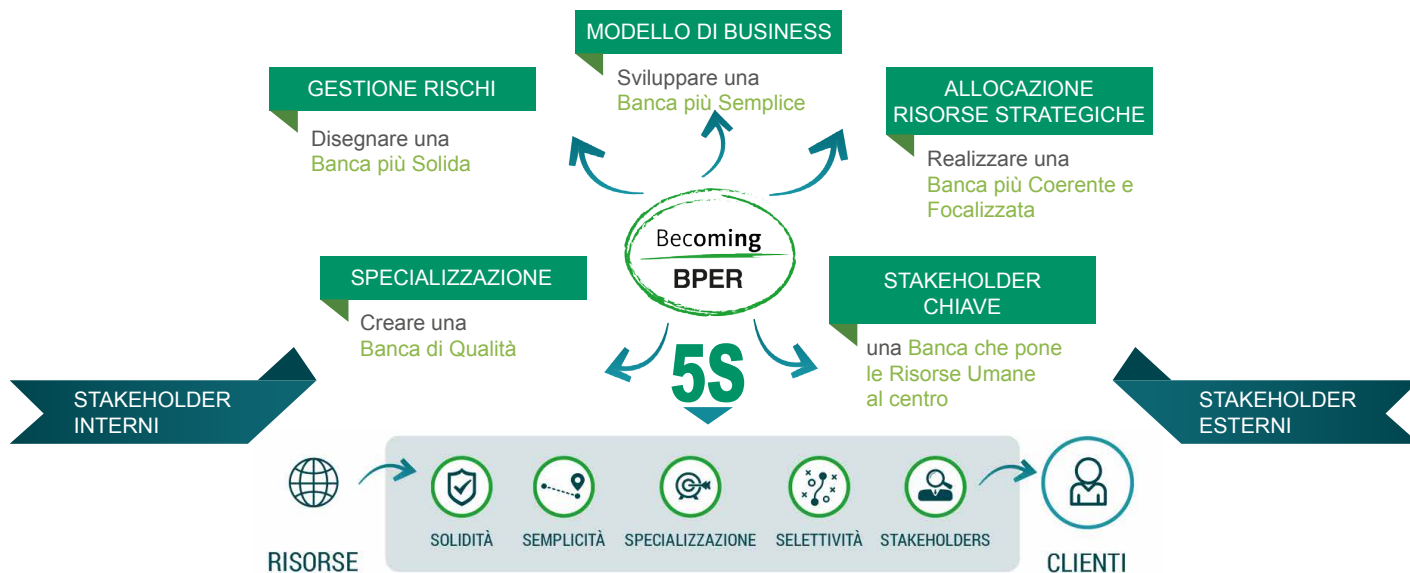 MODELLO DI BUSINESS
Sviluppare una
Banca più Semplice
GESTIONE RISCHI
Disegnare una
Banca più Solida
ALLOCAZIONE
RISORSE STRATEGICHE
Realizzare una
Banca più Coerente e
Focalizzata
Becoming
BPER
SPECIALIZZAZIONE
Creare una
Banca di Qualità
STAKEHOLDER
CHIAVE
una Banca che pone
le Risorse Umane
al centro
5S
STAKEHOLDER
INTERNI
STAKEHOLDER
ESTERNI
RISORSE
SOLIDITÀ
SEMPLICITÀ
SPECIALIZZAZIONE
SELETTIVITÀ
STAKEHOLDERS
CLIENTI